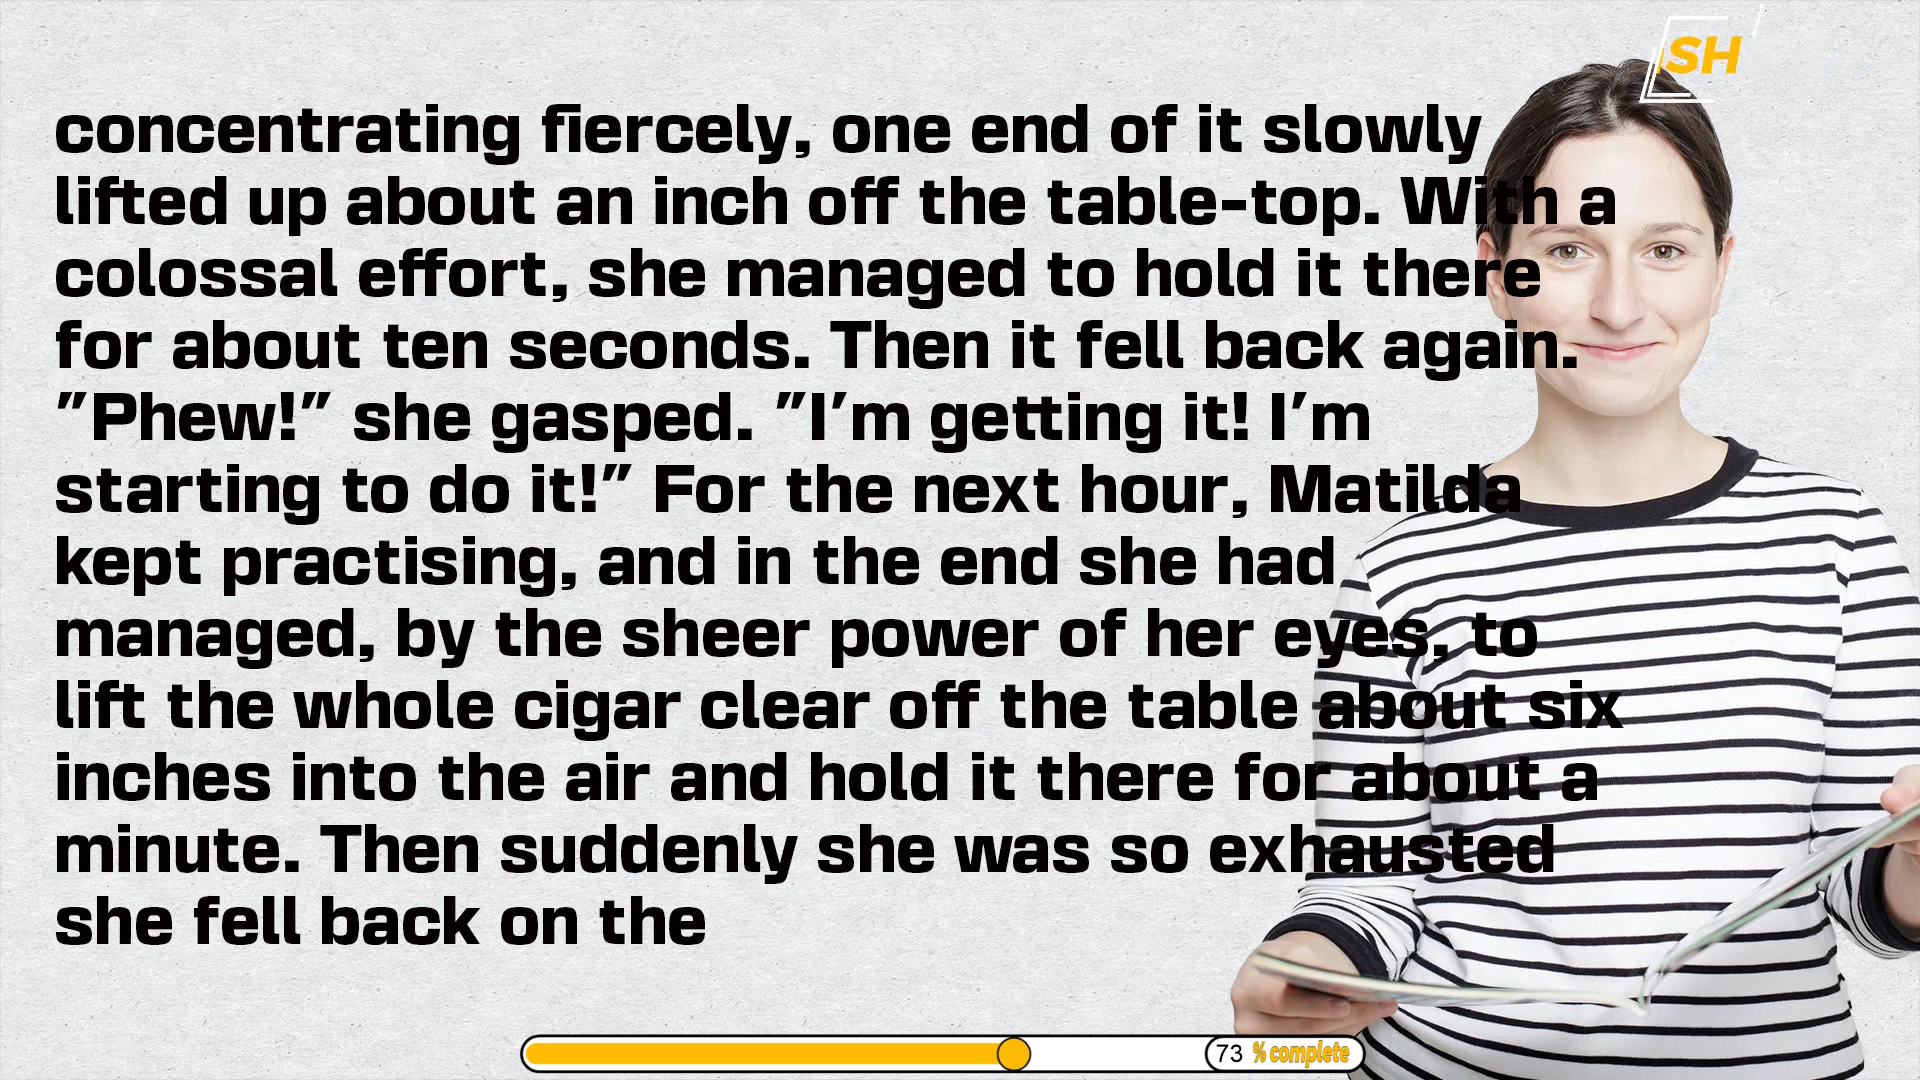 SH
concentrating fiercely, one end of it slowly
lifted up about an inch off the table-top. With a
colossal effort, she managed to hold it there
for about ten seconds. Then it fell back again.
"Phew!" she gasped. "I'm getting it! I'm
starting to do it!" For the next hour, Matilda
kept practising, and in the end she had
managed, by the sheer power of her eyes, to
lift the whole cigar clear off the table about six
inches into the air and hold it there for about a
minute. Then suddenly she was so exhausted
she fell back on the
73 % complete